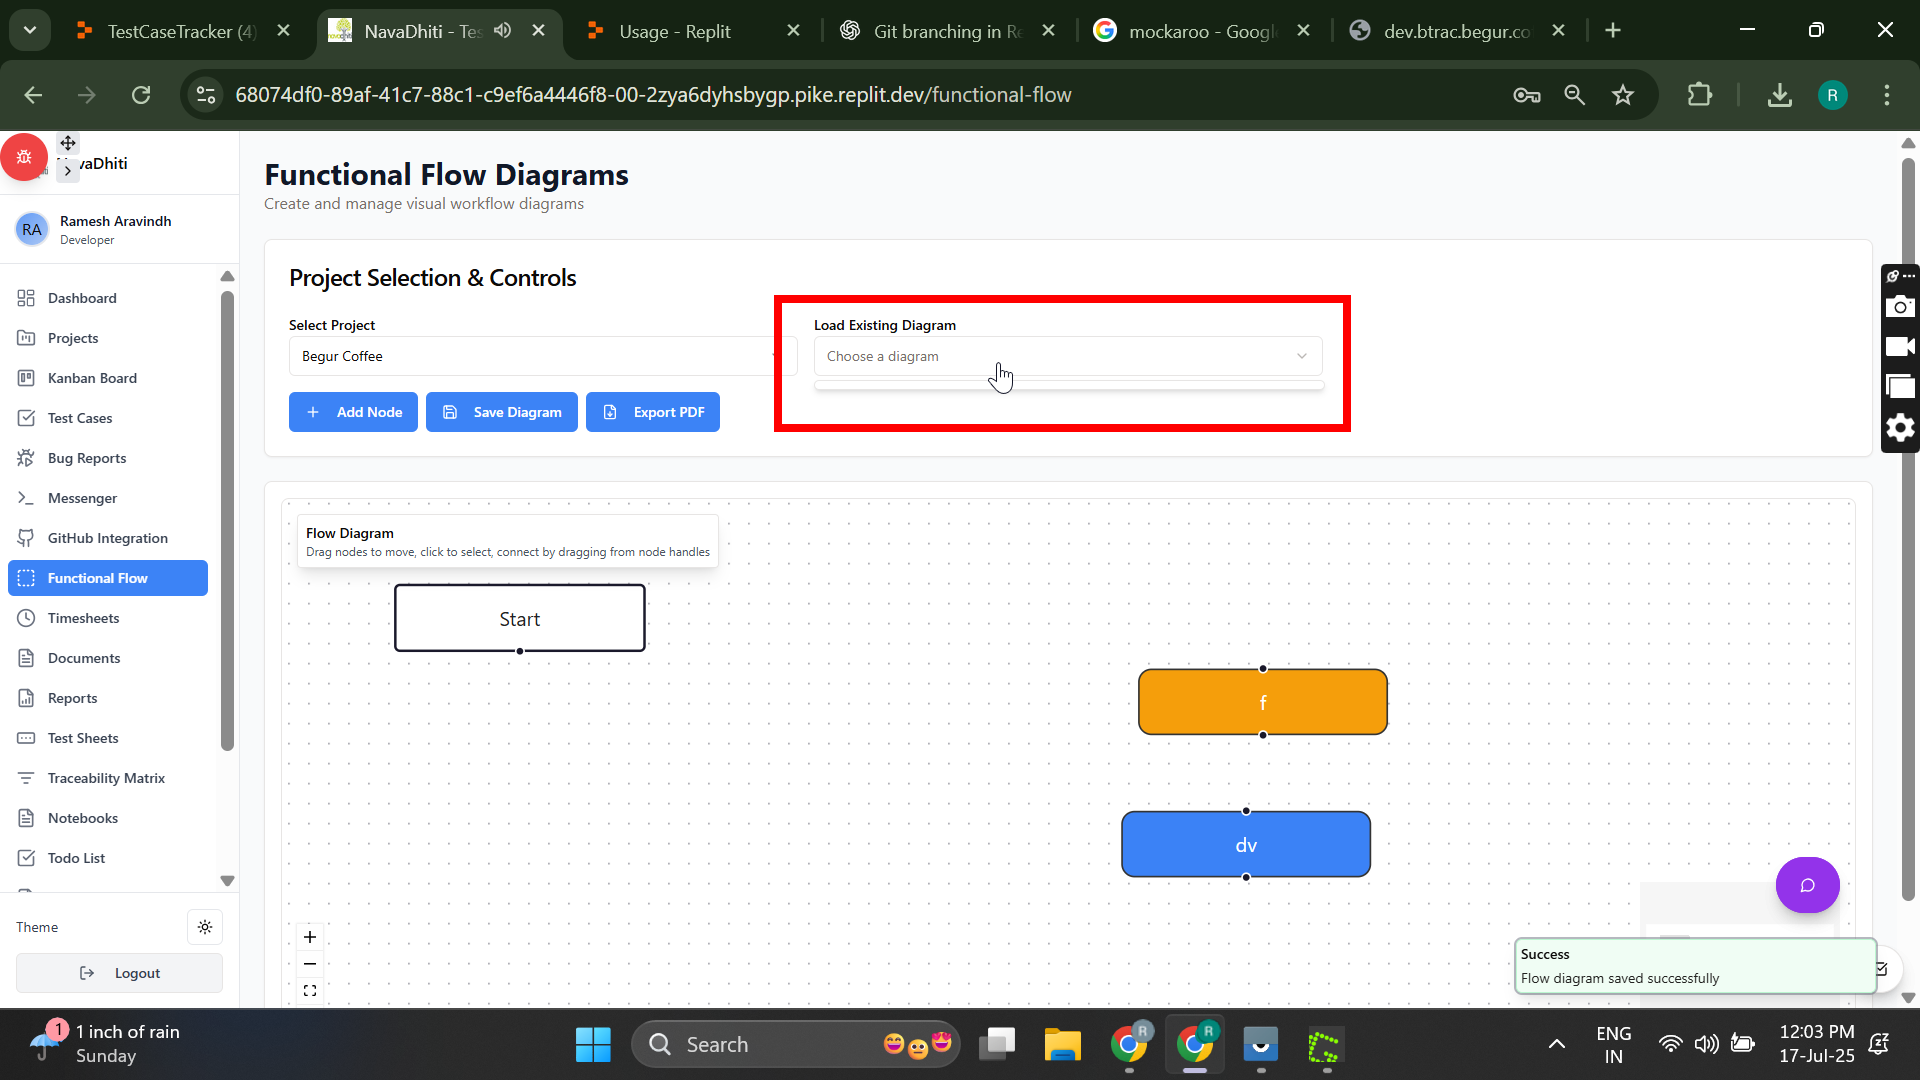 TestCaseTracker (4)
NavaDhiti - Tes
Usage - Replit
Git branching in Re
mockaroo - Googl
dev.btrac.begur.co
68074df0-89af-41c7-88c1-c9ef6a4446f8-00-2zya6dyhsbygp.pike.replit.dev/functional-flow
R
vaDhiti
RA
Ramesh Aravindh
Developer
Dashboard
Projects
Kanban Board
Test Cases
Bug Reports
Messenger
GitHub Integration
Functional Flow
Timesheets
Documents
Reports
Test Sheets
Traceability Matrix
Notebooks
Todo List
Theme
Logout
Functional Flow Diagrams
Create and manage visual workflow diagrams
Project Selection & Controls
Select Project
Begur Coffee
Load Existing Diagram
Choose a diagram
Add Node
Save Diagram
Export PDF
Flow Diagram
Drag nodes to move, click to select, connect by dragging from node handles
Start
f
dv
Success
Flow diagram saved successfully
1
1 inch of rain
Sunday
Search
R
R
ENG
IN
12:03 PM
17-Jul-25